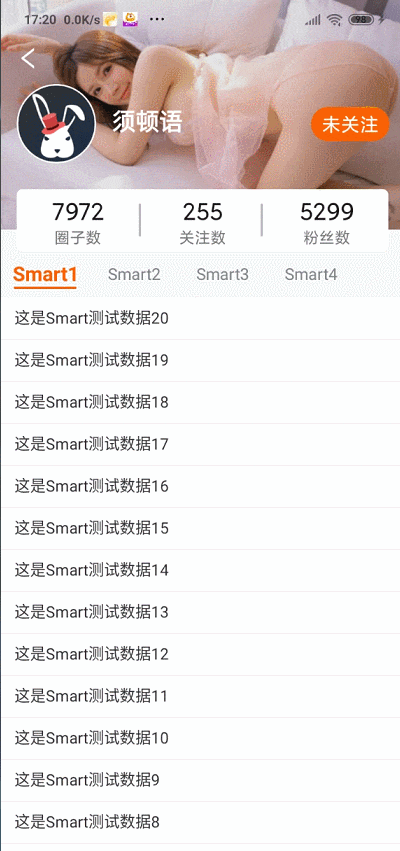 17:20 0.0K/s ...
98
须顿语
未关注
7972 255 5299
圈子数 关注数 粉丝数
Smart1 Smart2 Smart3 Smart4
这是Smart测试数据20
这是Smart测试数据19
这是Smart测试数据18
这是Smart测试数据17
这是Smart测试数据16
这是Smart测试数据15
这是Smart测试数据14
这是Smart测试数据13
这是Smart测试数据12
这是Smart测试数据11
这是Smart测试数据10
这是Smart测试数据9
这是Smart测试数据8